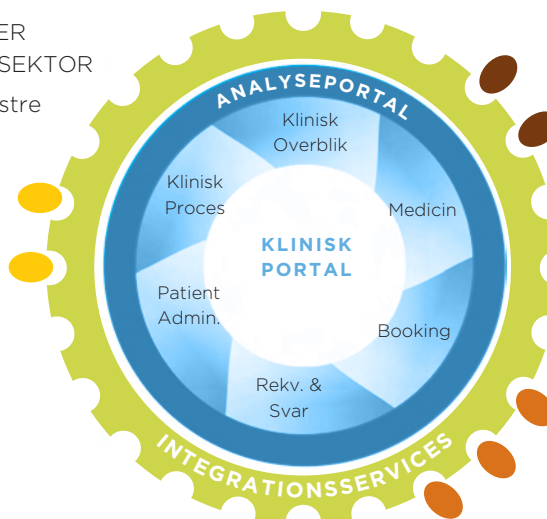 ER
SEKTOR
stre
ANALYSEPORTAL
Klinisk
Overblik
Klinisk
Proces
Medicin
KLINISK
PORTAL
Patient
Admin.
Booking
Rekv. &
Svar
INTEGRATIONSSERVICES